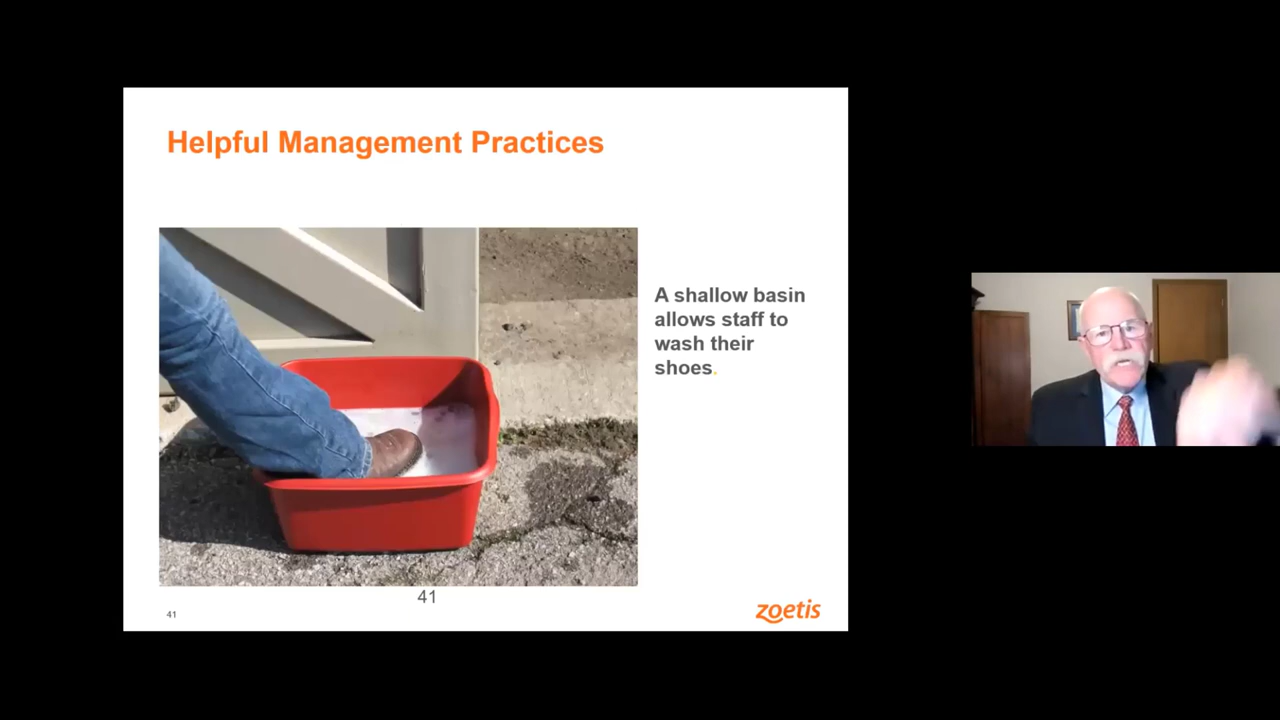 Helpful Management Practices
A shallow basin
allows staff to
wash their
shoes.
41
41
zoetis